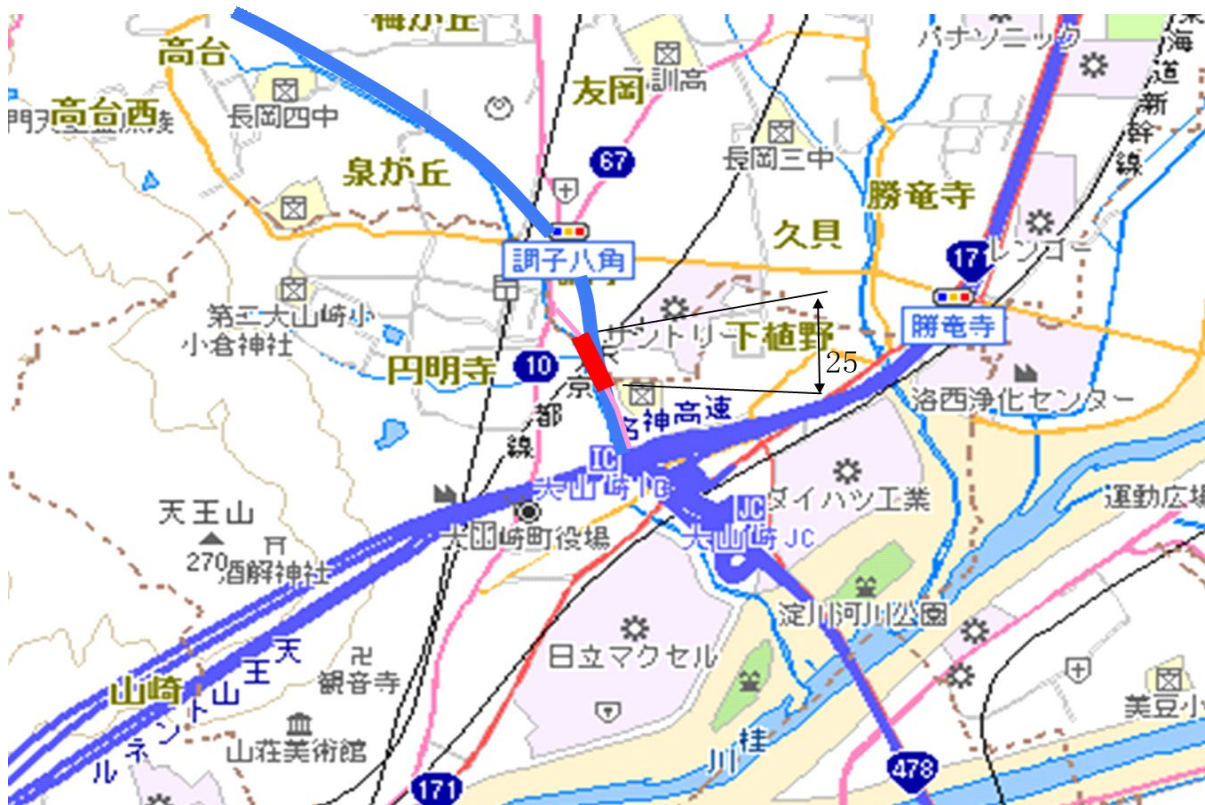 梅が丘
パナソニック
東海道新幹線
高台
友岡
訓高
長岡四中
高台西
67
長岡三中
泉が丘
勝竜寺
久貝
171
レンゴー
調子八角
第二大山崎小
小倉神社
サントリー
下植野
勝竜寺
25
円明寺
10
京都線
洛西浄化センター
名神高速
IC
大山崎IC
ダイハツ工業
運動広場
JC
大山崎JC
天王山
大山崎町役場
270
酒解神社
淀川河川公園
日立マクセル
観音寺
天王山トンネル
山崎
美豆小
山荘美術館
桂川
171
478